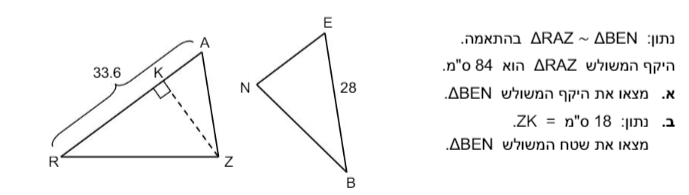 נתון: ΔRAZ ~ ΔBEN בהתאמה.
היקף המשולש ΔRAZ הוא 84 ס"מ.
א. מצאו את היקף המשולש ΔBEN.
ב. נתון: 18 ס"מ = ZK.
מצאו את שטח המשולש ΔBEN.
E
A
33.6
K
N
28
R
Z
B